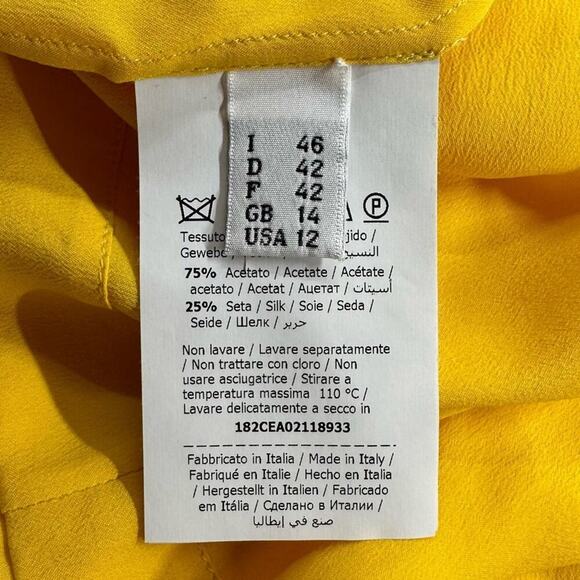 I 46
D 42
F 42
GB 14
USA 12
P
Tessuto jido /
Gewebe النسيج
75% Acetato / Acetate / Acétate /
acetato / Acetat / Ацетат / أسيتات
25% Seta / Silk / Soie / Seda /
Seide / Шелк / حرير
Non lavare / Lavare separatamente
/ Non trattare con cloro / Non
usare asciugatrice / Stirare a
temperatura massima 110 °C /
Lavare delicatamente a secco in
182CEA02118933
Fabbricato in Italia / Made in Italy /
Fabriqué en Italie / Hecho en Italia
/ Hergestellt in Italien / Fabricado
em Itália / Сделано в Италии /
صنع في إيطاليا